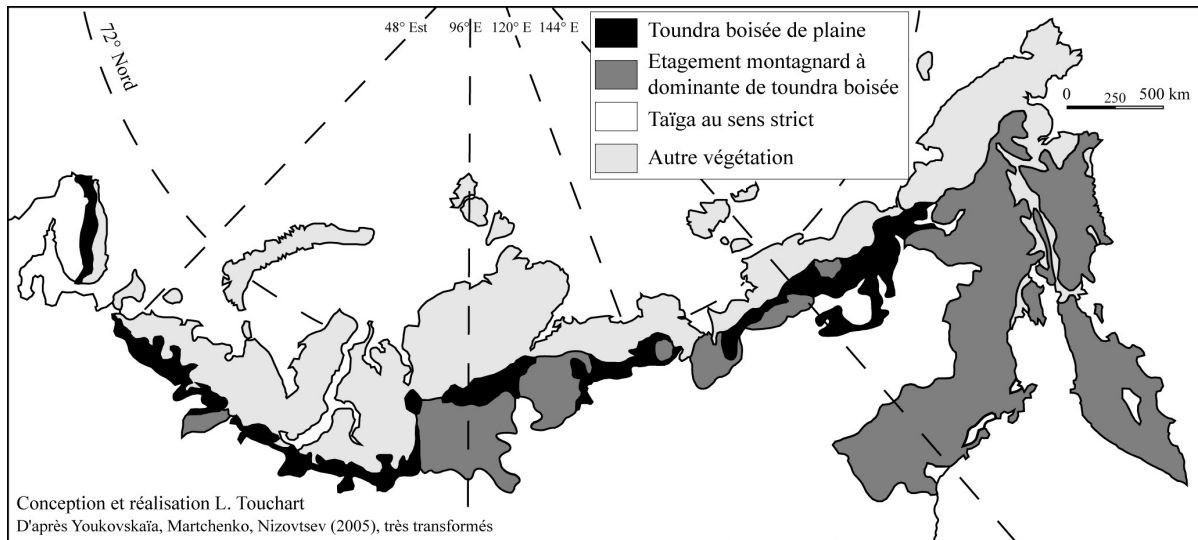 72° Nord
48° Est 96° E 120° E 144° E
Toundra boisée de plaine
Etagement montagnard à
dominante de toundra boisée
Taïga au sens strict
Autre végétation
0 250 500 km
Conception et réalisation L. Touchart
D'après Youkovskaïa, Martchenko, Nizovtsev (2005), très transformés